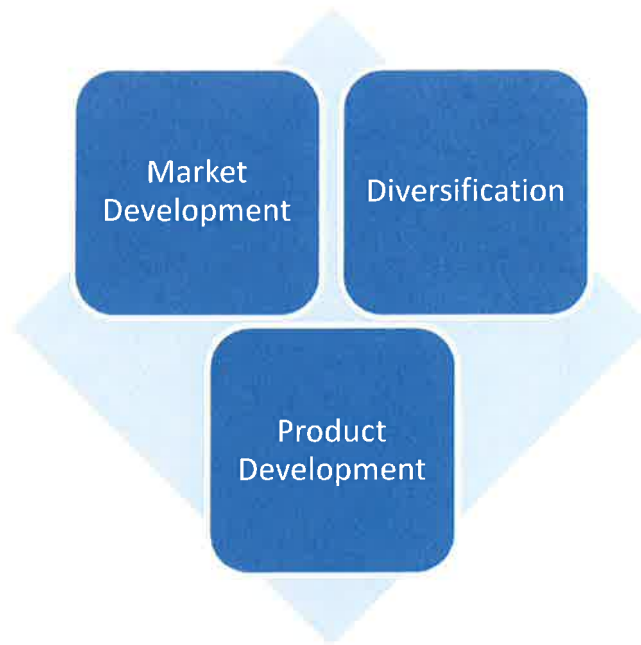 Market
Development
Diversification
Product
Development